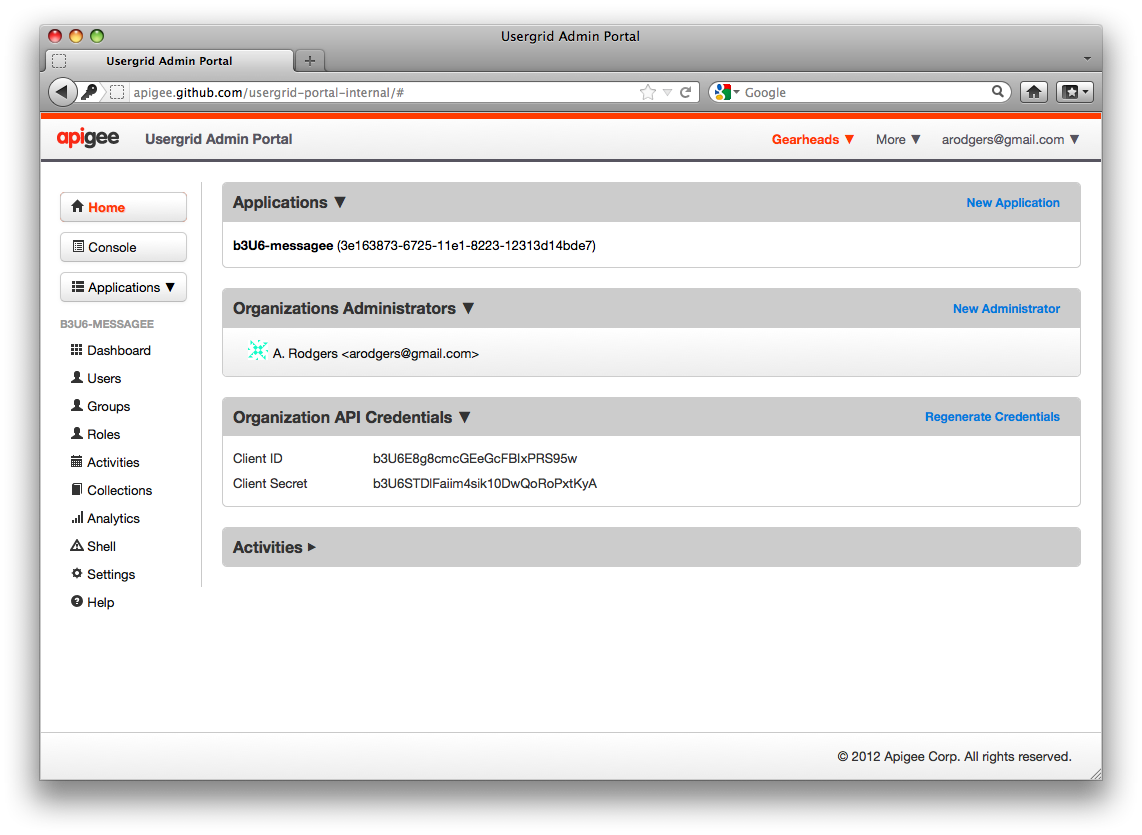 Usergrid Admin Portal
Usergrid Admin Portal
apigee.github.com/usergrid-portal-internal/#
Google
apigee Usergrid Admin Portal Gearheads ▼ More ▼ arodgers@gmail.com ▼
Home
Console
Applications ▼
B3U6-MESSAGEE
Dashboard
Users
Groups
Roles
Activities
Collections
Analytics
Shell
Settings
Help
Applications ▼ New Application
b3U6-messagee (3e163873-6725-11e1-8223-12313d14bde7)
Organizations Administrators ▼ New Administrator
A. Rodgers <arodgers@gmail.com>
Organization API Credentials ▼ Regenerate Credentials
Client ID b3U6E8g8cmcGEeGcFBIxPRS95w
Client Secret b3U6STDlFaiim4sik10DwQoRoPxtKyA
Activities ▸
© 2012 Apigee Corp. All rights reserved.